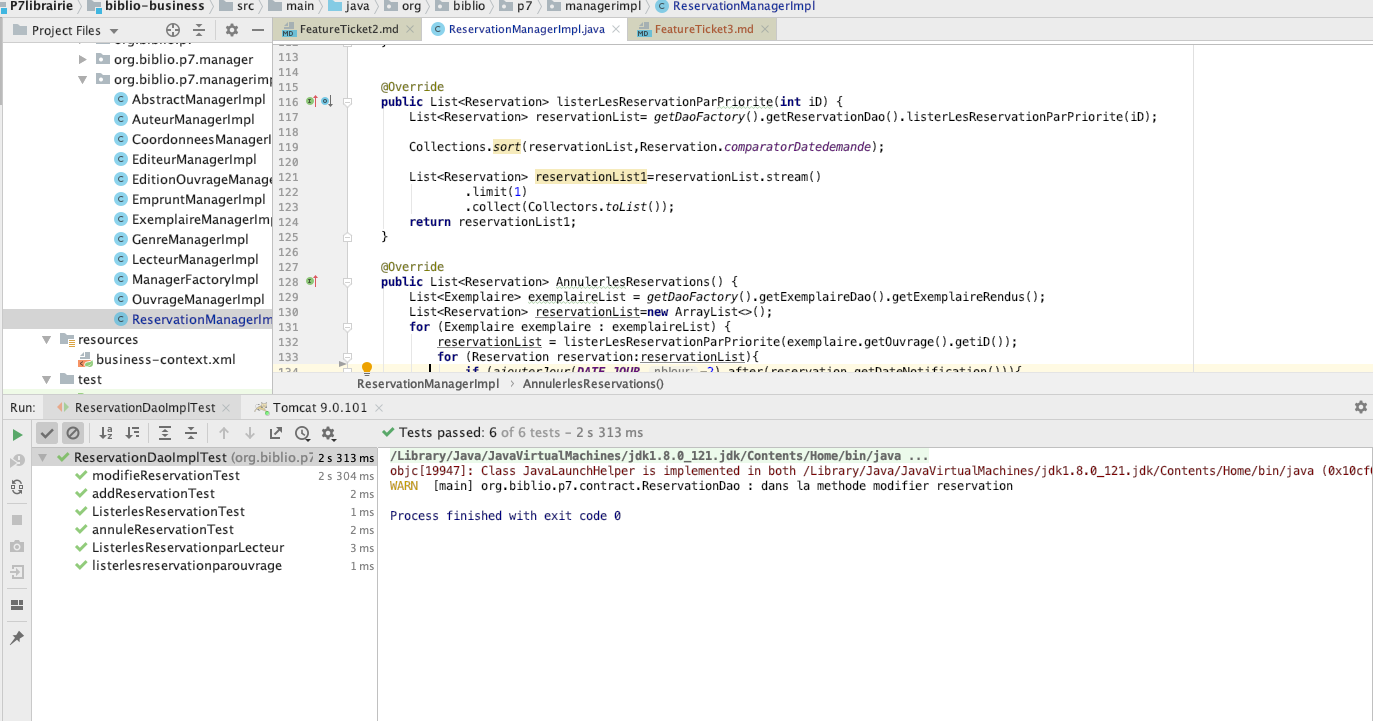 P7librairie biblio-business src main java org biblio p7 managerimpl ReservationManagerImpl
Project Files
FeatureTicket2.md ReservationManagerImpl.java FeatureTicket3.md
org.biblio.p7.manager
org.biblio.p7.managerimp
AbstractManagerImpl
AuteurManagerImpl
CoordonneesManagerI
EditeurManagerImpl
EditionOuvrageManage
EmpruntManagerImpl
ExemplaireManagerImp
GenreManagerImpl
LecteurManagerImpl
ManagerFactoryImpl
OuvrageManagerImpl
ReservationManagerIm
resources
business-context.xml
test
113
114
115 @Override
116 public List<Reservation> listerLesReservationParPriorite(int iD) {
117 List<Reservation> reservationList= getDaoFactory().getReservationDao().listerLesReservationParPriorite(iD);
118
119 Collections.sort(reservationList,Reservation.comparatorDatedemande);
120
121 List<Reservation> reservationList1=reservationList.stream()
122 .limit(1)
123 .collect(Collectors.toList());
124 return reservationList1;
125 }
126
127 @Override
128 public List<Reservation> AnnulerlesReservations() {
129 List<Exemplaire> exemplaireList = getDaoFactory().getExemplaireDao().getExemplaireRendus();
130 List<Reservation> reservationList=new ArrayList<>();
131 for (Exemplaire exemplaire : exemplaireList) {
132 reservationList = listerLesReservationParPriorite(exemplaire.getOuvrage().getiD());
133 for (Reservation reservation:reservationList){
134 if (ajouterJour(DATE_JOUR, nbJour: -2).after(reservation.getDateNotification())){
ReservationManagerImpl › AnnulerlesReservations()
Run: ReservationDaoImplTest Tomcat 9.0.101
Tests passed: 6 of 6 tests – 2 s 313 ms
ReservationDaoImplTest (org.biblio.p7 2 s 313 ms
modifieReservationTest 2 s 304 ms
addReservationTest 2 ms
ListerlesReservationTest 1 ms
annuleReservationTest 2 ms
ListerlesReservationparLecteur 3 ms
listerlesreservationparouvrage 1 ms
/Library/Java/JavaVirtualMachines/jdk1.8.0_121.jdk/Contents/Home/bin/java ...
objc[19947]: Class JavaLaunchHelper is implemented in both /Library/Java/JavaVirtualMachines/jdk1.8.0_121.jdk/Contents/Home/bin/java (0x10cf
WARN [main] org.biblio.p7.contract.ReservationDao : dans la methode modifier reservation
Process finished with exit code 0